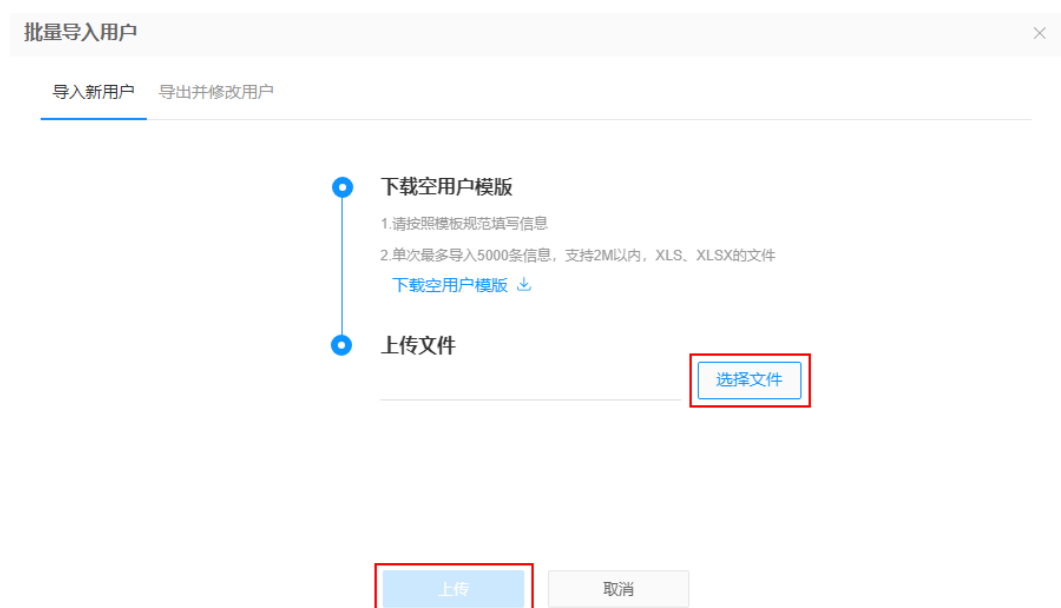 批量导入用户
导入新用户 导出并修改用户
下载空用户模版
1.请按照模板规范填写信息
2.单次最多导入5000条信息，支持2M以内，XLS、XLSX的文件
下载空用户模版
上传文件
选择文件
上传 取消